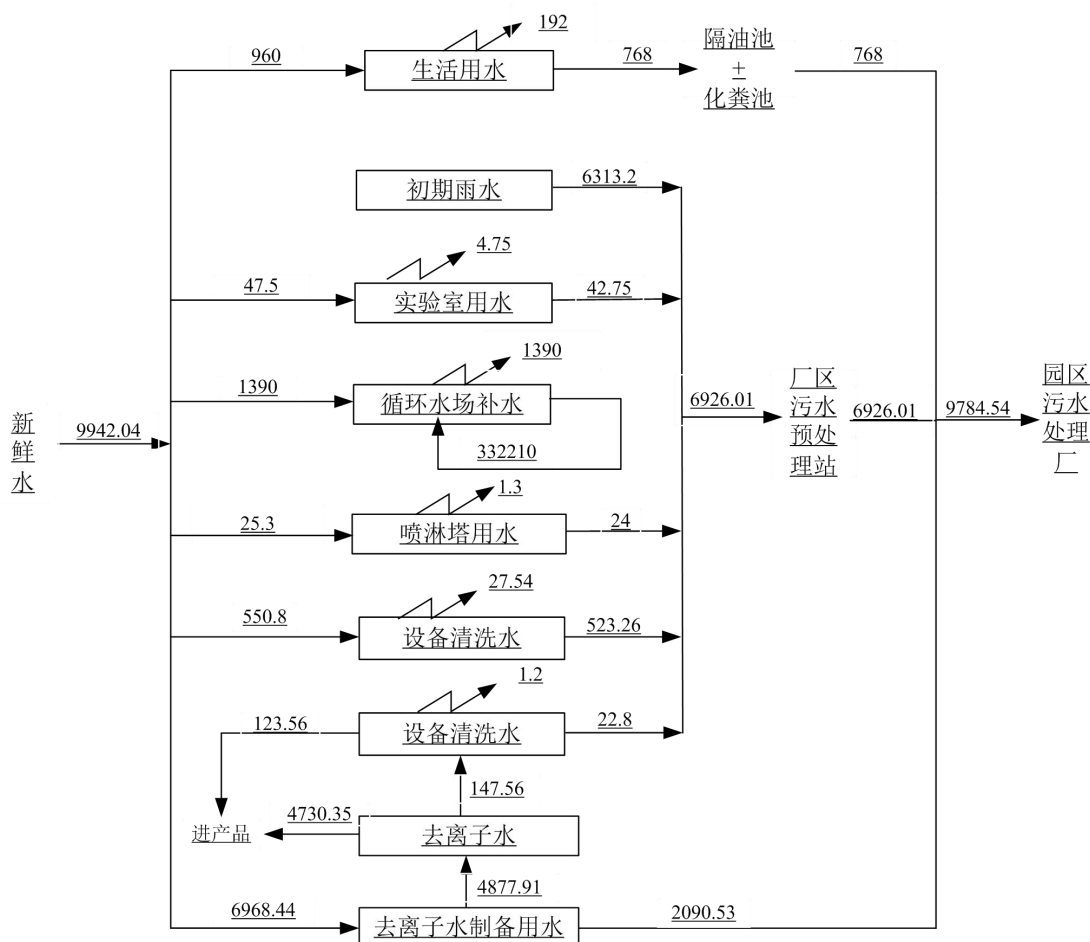 192
960
生活用水
768
隔油池
±
化粪池
768
初期雨水
6313.2
4.75
47.5
实验室用水
42.75
1390
1390
循环水场补水
332210
新鲜水
9942.04
6926.01
厂区
污水
预处
理站
6926.01
9784.54
园区
污水
处理
厂
1.3
25.3
喷淋塔用水
24
27.54
550.8
设备清洗水
523.26
1.2
123.56
设备清洗水
22.8
147.56
进产品
4730.35
去离子水
4877.91
6968.44
去离子水制备用水
2090.53